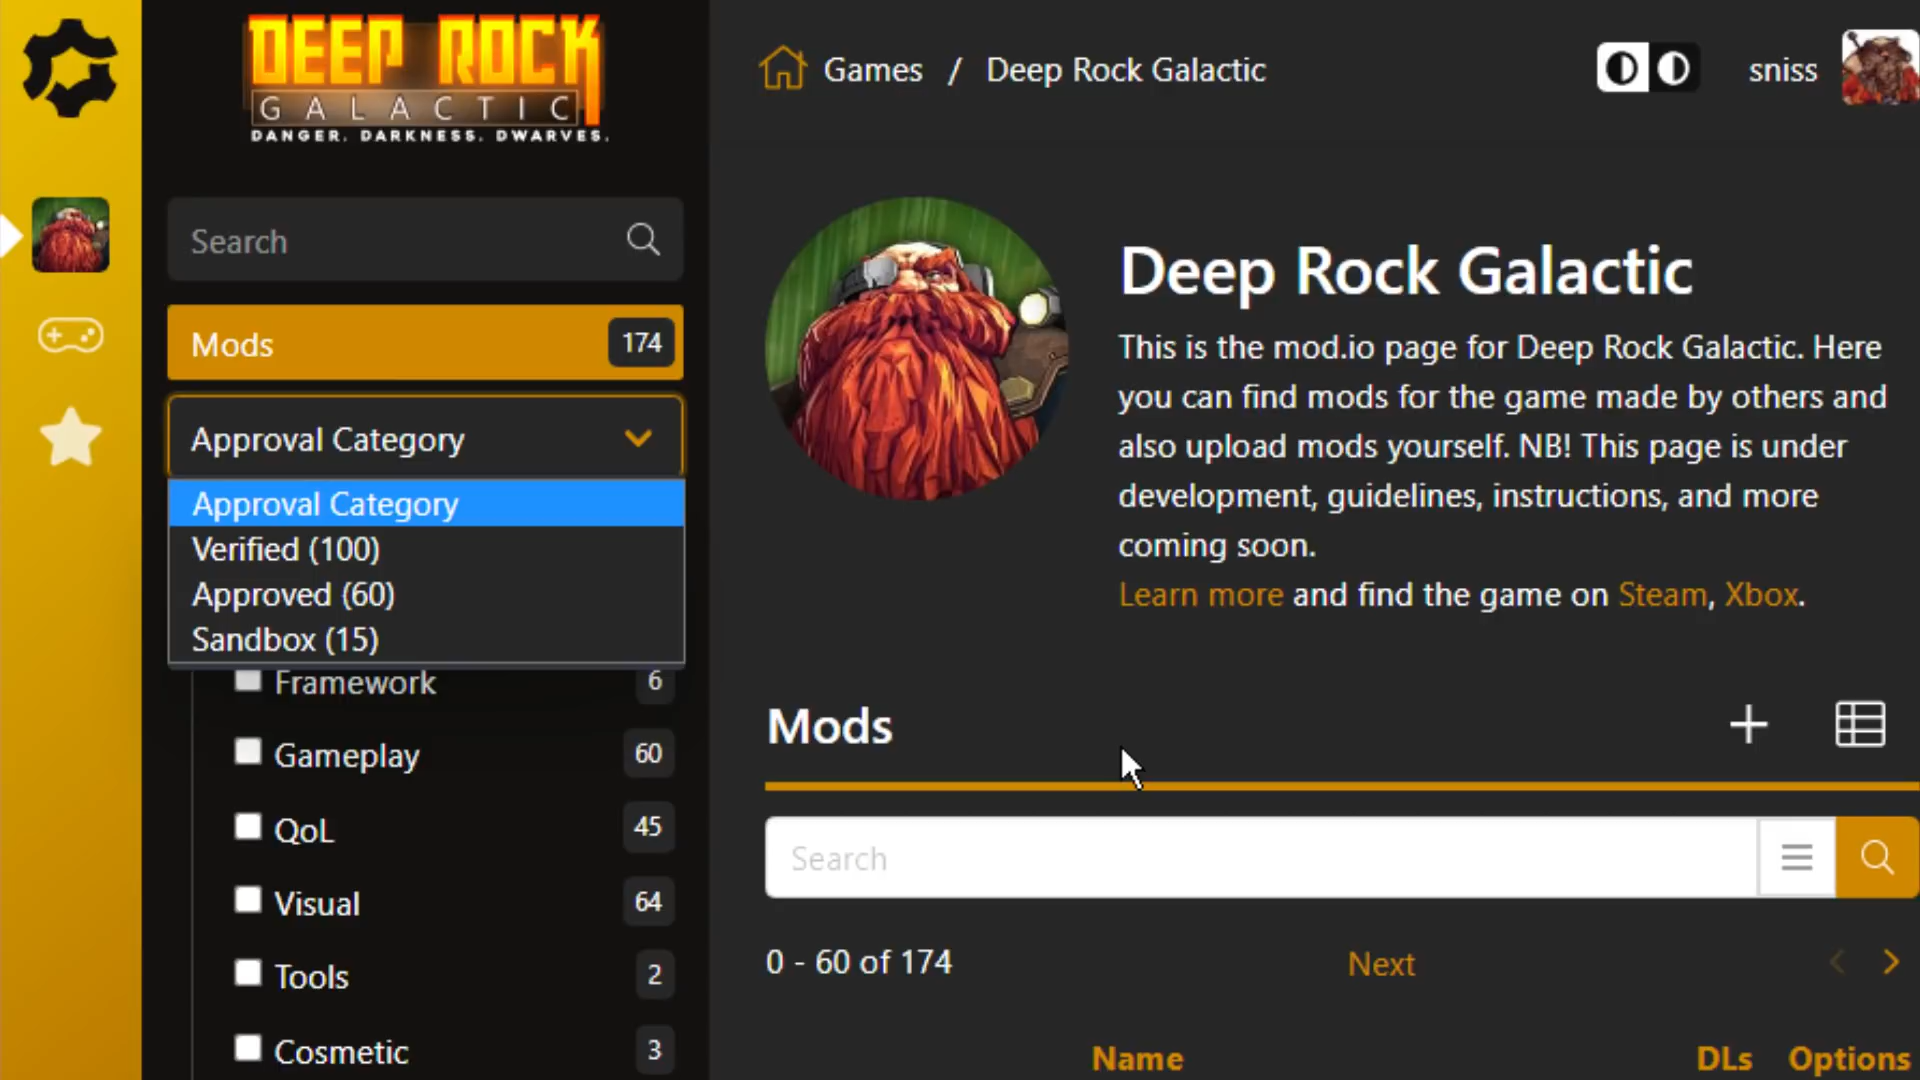 DEEP ROCK
GALACTIC
DANGER. DARKNESS. DWARVES.
Search
Mods 174
Approval Category
Approval Category
Verified (100)
Approved (60)
Sandbox (15)
Framework 6
Gameplay 60
QoL 45
Visual 64
Tools 2
Cosmetic 3
Games / Deep Rock Galactic
sniss
Deep Rock Galactic
This is the mod.io page for Deep Rock Galactic. Here
you can find mods for the game made by others and
also upload mods yourself. NB! This page is under
development, guidelines, instructions, and more
coming soon.
Learn more and find the game on Steam, Xbox.
Mods
Search
0 - 60 of 174 Next
Name DLs Options